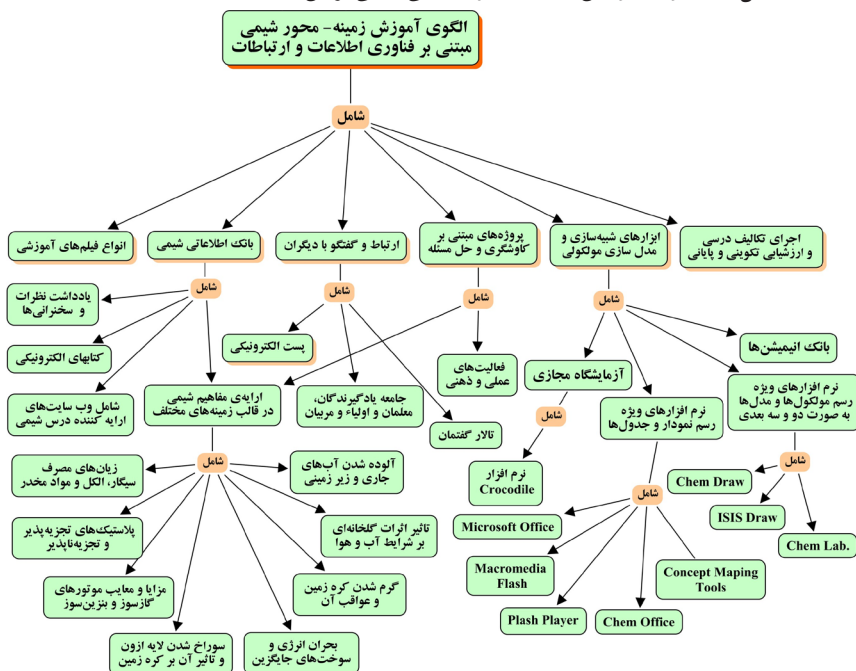 الگوی آموزش زمینه- محور شیمی
مبتنی بر فناوری اطلاعات و ارتباطات
شامل
اجرای تکالیف درسی
و ارزشیابی تکوینی و پایانی
ابزارهای شبیه‌سازی و
مدل سازی مولکولی
پروژه‌های مبتنی بر
کاوشگری و حل مسئله
ارتباط و گفتگو با دیگران
بانک اطلاعاتی شیمی
انواع فیلم‌های آموزشی
شامل
شامل
شامل
شامل
بانک انیمیشن‌ها
نرم افزارهای ویژه
رسم مولکول‌ها و مدل‌ها
به صورت دو و سه بعدی
نرم افزارهای ویژه
رسم نمودار و جدول‌ها
آزمایشگاه مجازی
فعالیت‌های
عملی و ذهنی
پست الکترونیکی
جامعه یادگیرندگان،
معلمان و اولیاء و مربیان
تالار گفتمان
ارایه‌ی مفاهیم شیمی
در قالب زمینه‌های مختلف
یادداشت نظرات
و سخنرانی‌ها
کتابهای الکترونیکی
شامل وب سایت‌های
ارایه کننده درس شیمی
شامل
شامل
شامل
شامل
Chem Draw
ISIS Draw
Chem Lab.
نرم افزار
Crocodile
Microsoft Office
Macromedia
Flash
Plash Player
Chem Office
Concept Maping
Tools
آلوده شدن آب‌های
جاری و زیر زمینی
تاثیر اثرات گلخانه‌ای
بر شرایط آب و هوا
گرم شدن کره زمین
و عواقب آن
بحران انرژی و
سوخت‌های جایگزین
سوراخ شدن لایه ازون
و تاثیر آن بر کره زمین
مزایا و معایب موتورهای
گازسوز و بنزین‌سوز
پلاستیک‌های تجزیه‌پذیر
و تجزیه‌ناپذیر
زیان‌های مصرف
سیگار، الکل و مواد مخدر